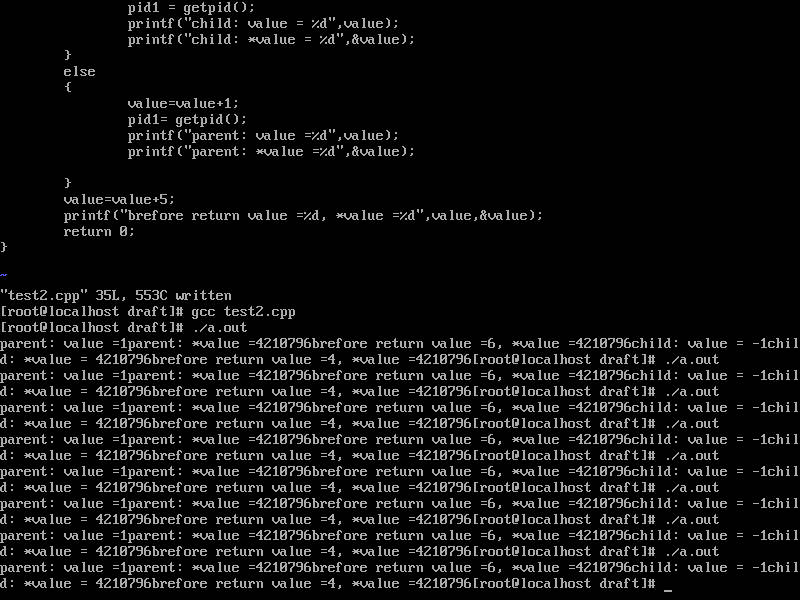 pid1 = getpid();
printf("child: value = %d",value);
printf("child: *value = %d",&value);
}
else
{
value=value+1;
pid1= getpid();
printf("parent: value =%d",value);
printf("parent: *value =%d",&value);
}
value=value+5;
printf("brefore return value =%d, *value =%d",value,&value);
return 0;
}
~
"test2.cpp" 35L, 553C written
[root@localhost draft]# gcc test2.cpp
[root@localhost draft]# ./a.out
parent: value =1parent: *value =4210796brefore return value =6, *value =4210796child: value = -1chil
d: *value = 4210796brefore return value =4, *value =4210796[root@localhost draft]# ./a.out
parent: value =1parent: *value =4210796brefore return value =6, *value =4210796child: value = -1chil
d: *value = 4210796brefore return value =4, *value =4210796[root@localhost draft]# ./a.out
parent: value =1parent: *value =4210796brefore return value =6, *value =4210796child: value = -1chil
d: *value = 4210796brefore return value =4, *value =4210796[root@localhost draft]# ./a.out
parent: value =1parent: *value =4210796brefore return value =6, *value =4210796child: value = -1chil
d: *value = 4210796brefore return value =4, *value =4210796[root@localhost draft]# ./a.out
parent: value =1parent: *value =4210796brefore return value =6, *value =4210796child: value = -1chil
d: *value = 4210796brefore return value =4, *value =4210796[root@localhost draft]# ./a.out
parent: value =1parent: *value =4210796brefore return value =6, *value =4210796child: value = -1chil
d: *value = 4210796brefore return value =4, *value =4210796[root@localhost draft]# ./a.out
parent: value =1parent: *value =4210796brefore return value =6, *value =4210796child: value = -1chil
d: *value = 4210796brefore return value =4, *value =4210796[root@localhost draft]# ./a.out
parent: value =1parent: *value =4210796brefore return value =6, *value =4210796child: value = -1chil
d: *value = 4210796brefore return value =4, *value =4210796[root@localhost draft]# _